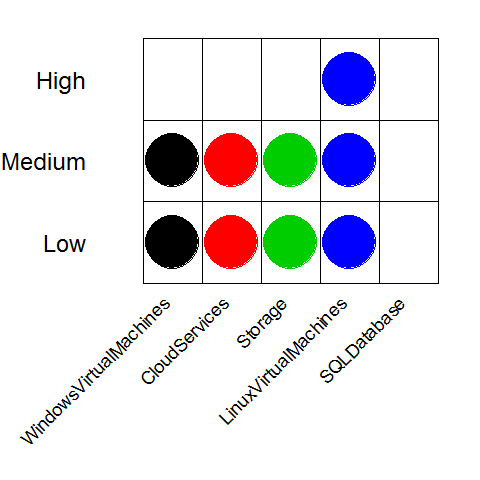 High
Medium
Low
WindowsVirtualMachines
CloudServices
Storage
LinuxVirtualMachines
SQLDatabase